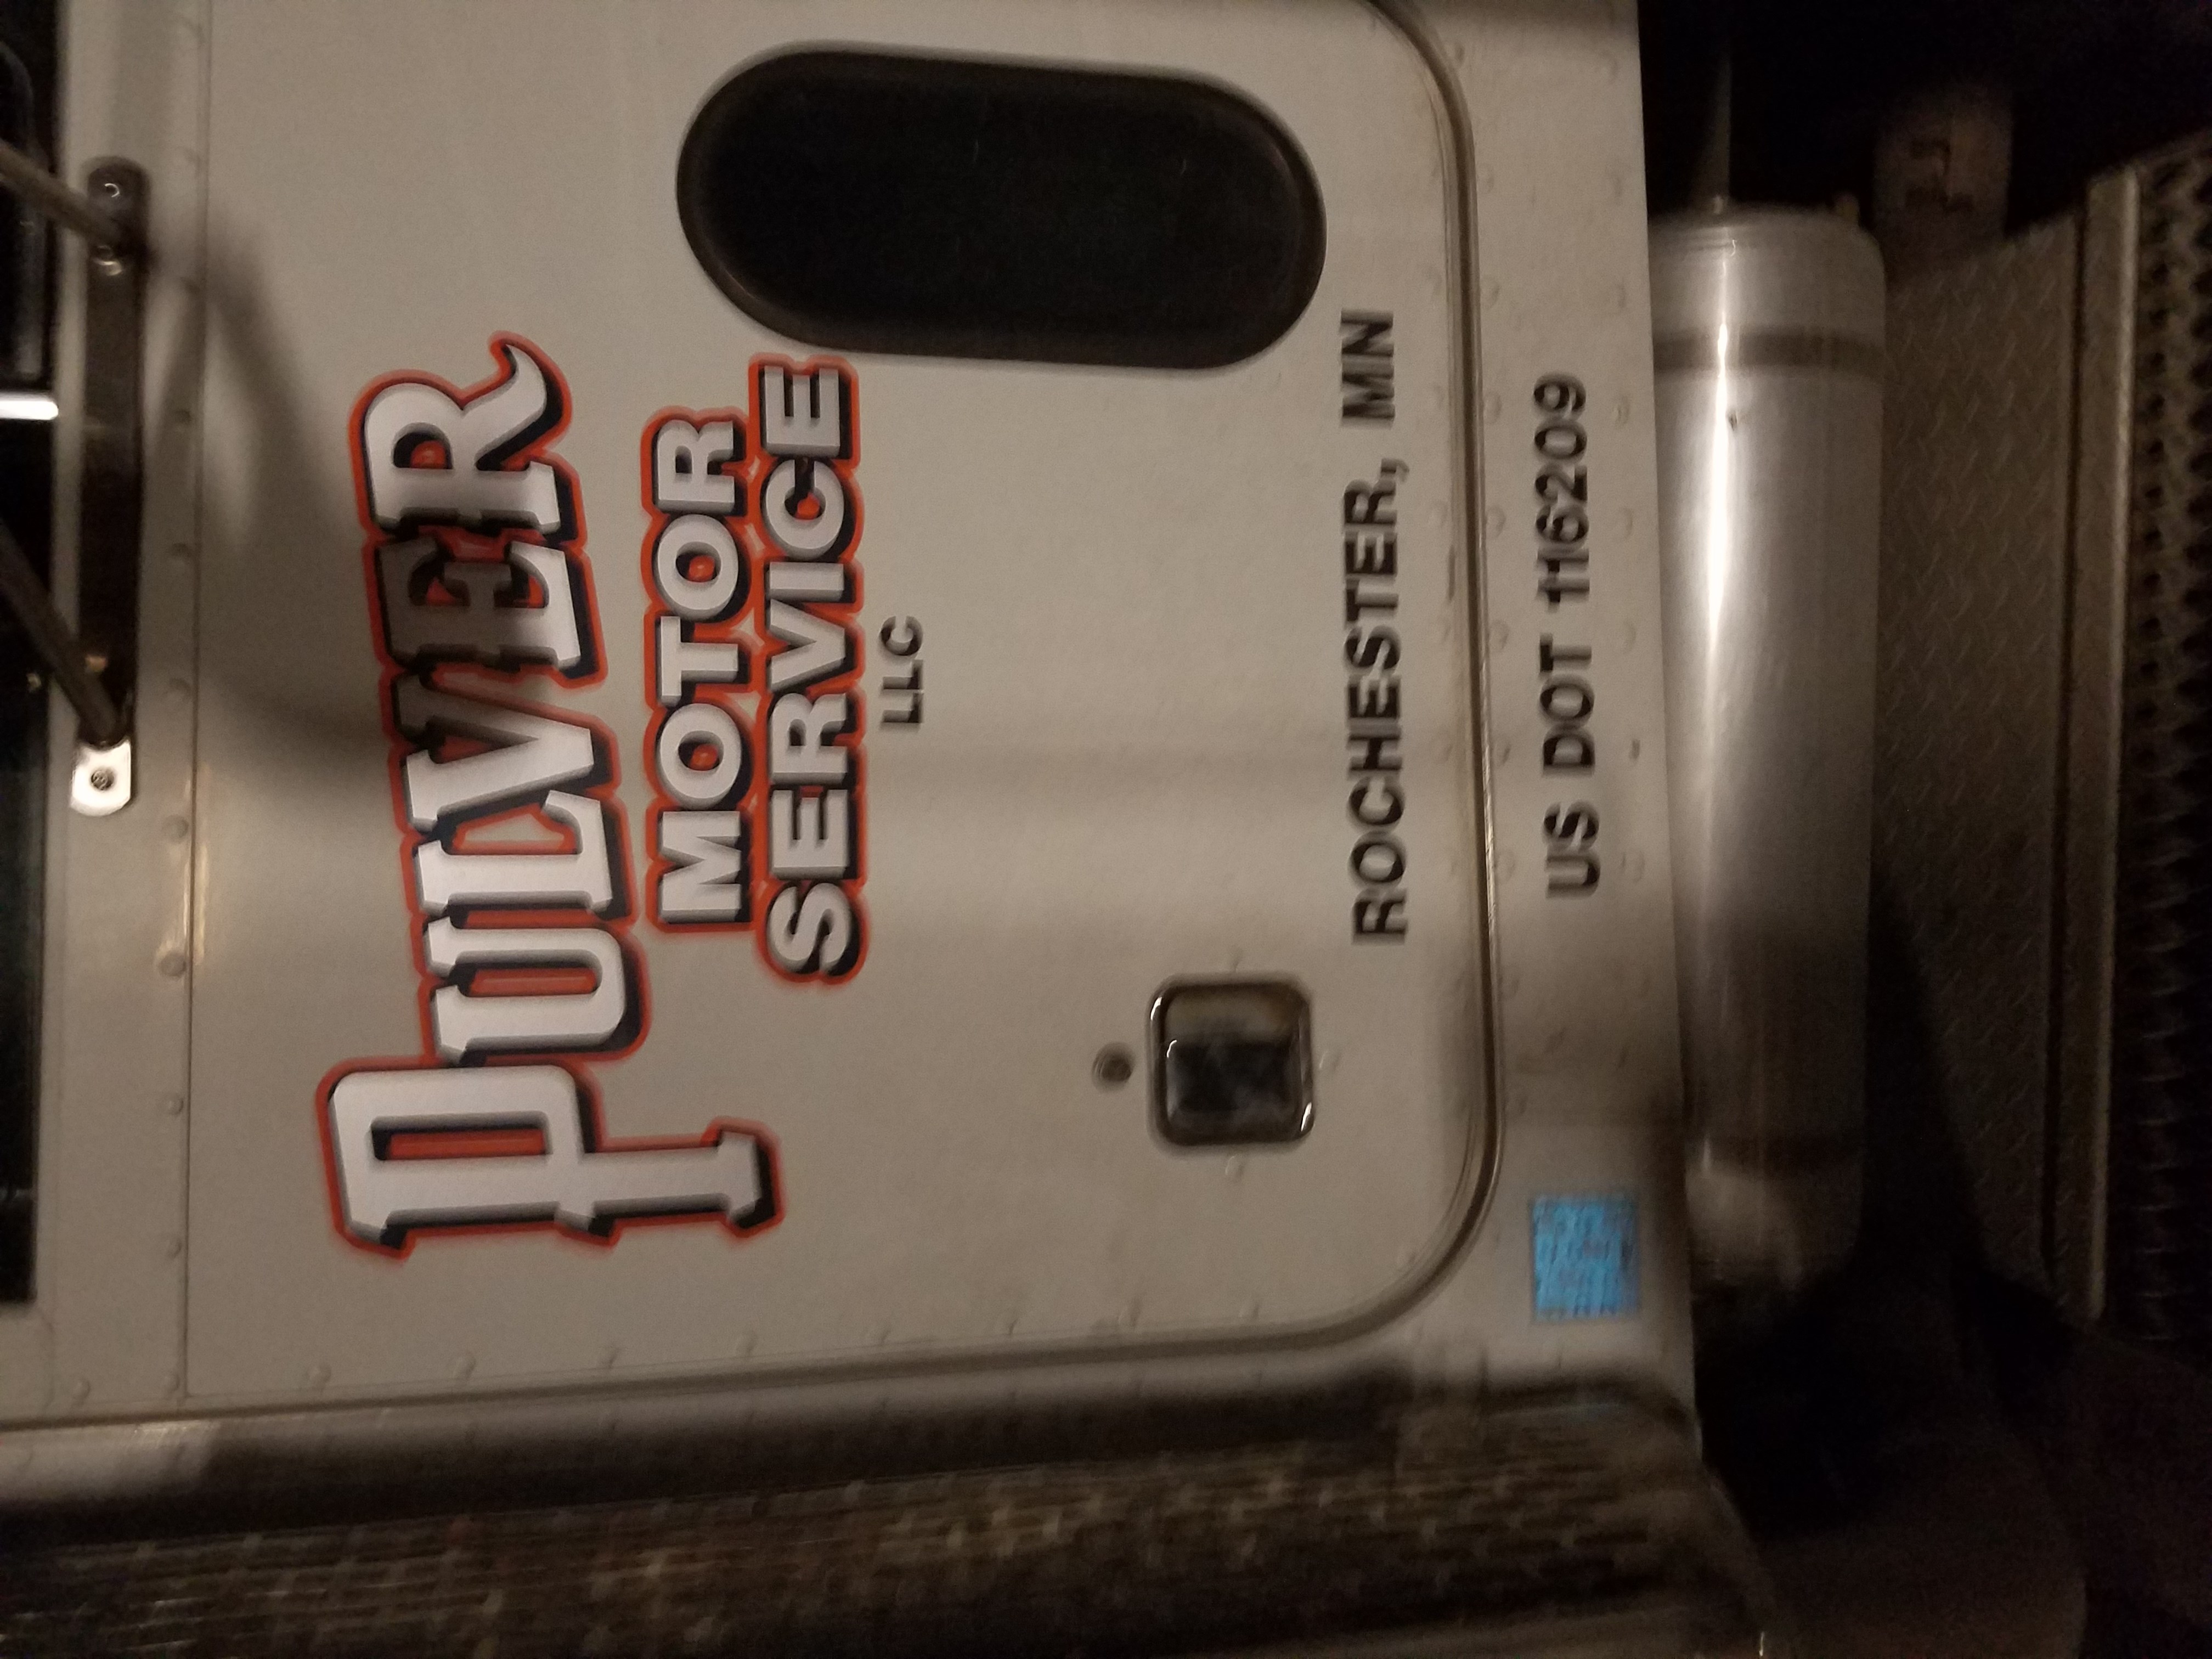 PULVER
MOTOR
SERVICE
LLC
ROCHESTER, MN
US DOT 116209